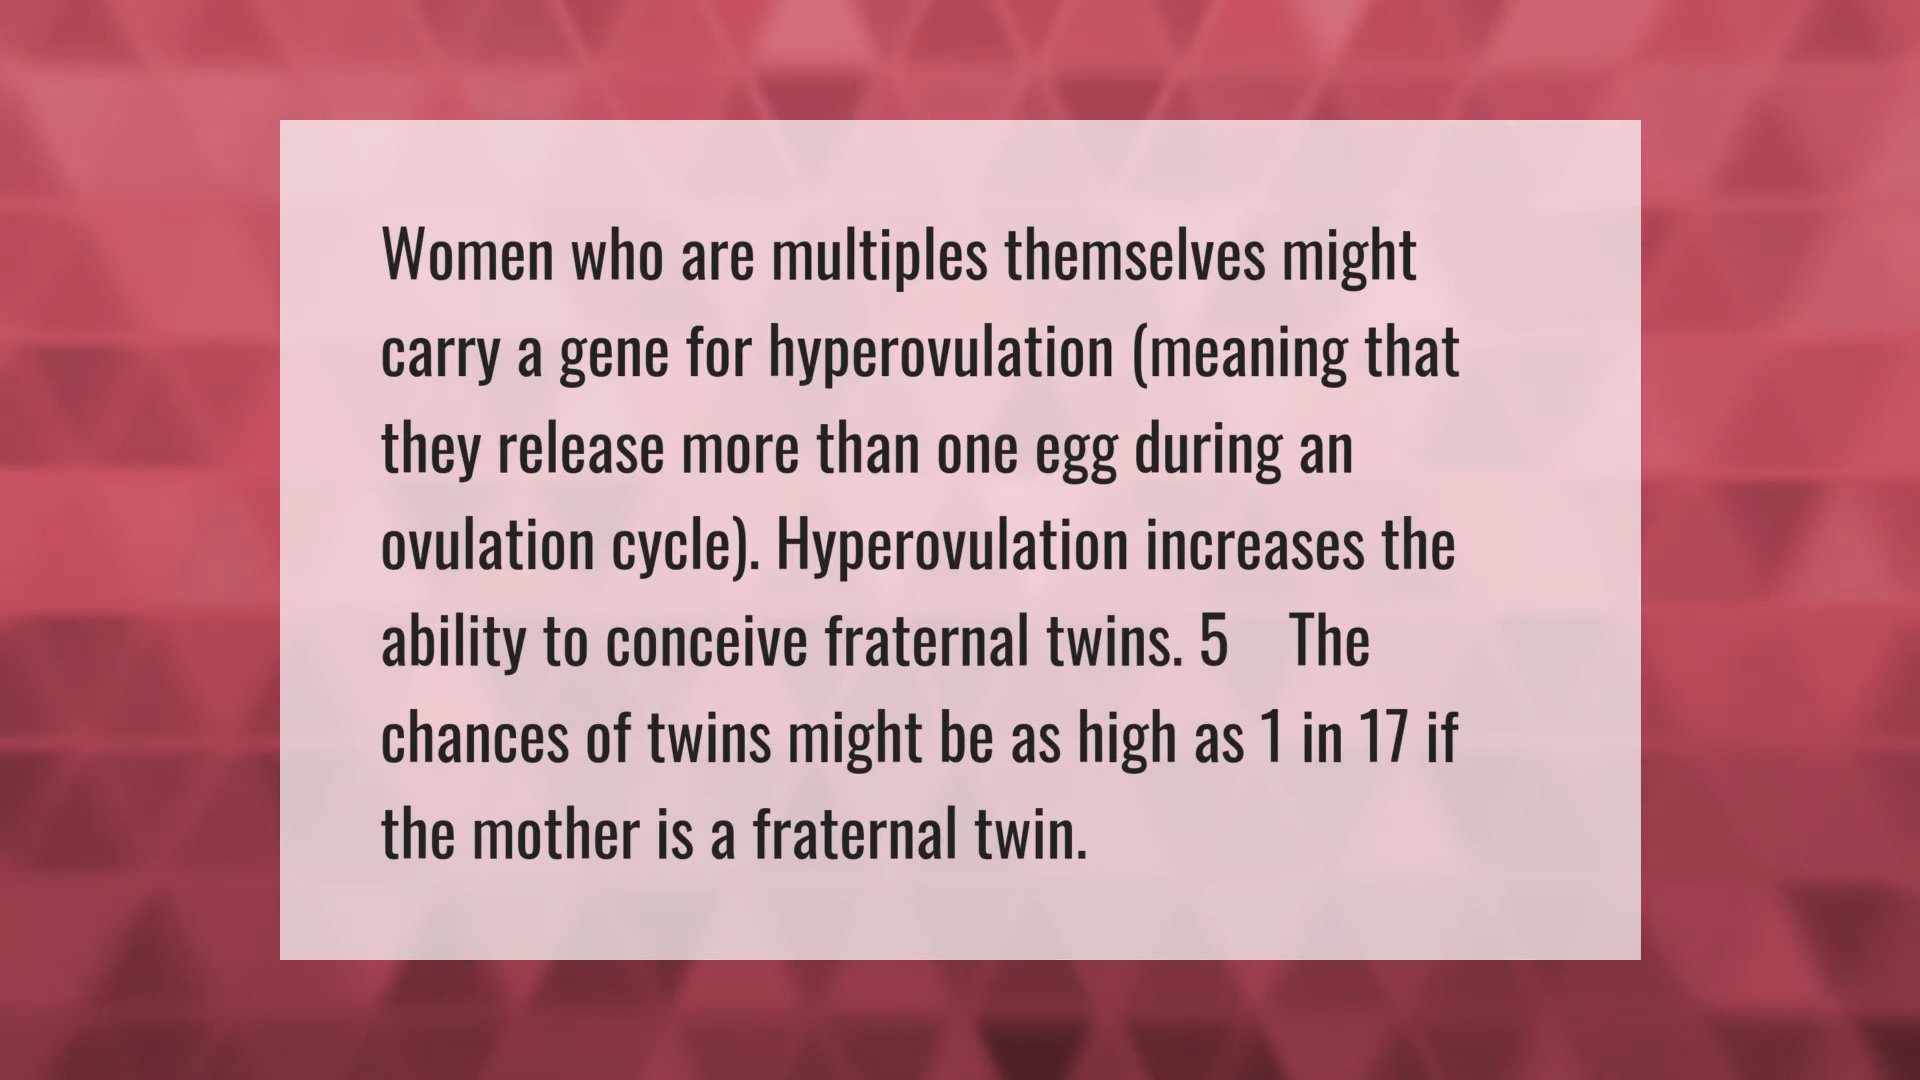 Women who are multiples themselves might
carry a gene for hyperovulation (meaning that
they release more than one egg during an
ovulation cycle). Hyperovulation increases the
ability to conceive fraternal twins. 5    The
chances of twins might be as high as 1 in 17 if
the mother is a fraternal twin.